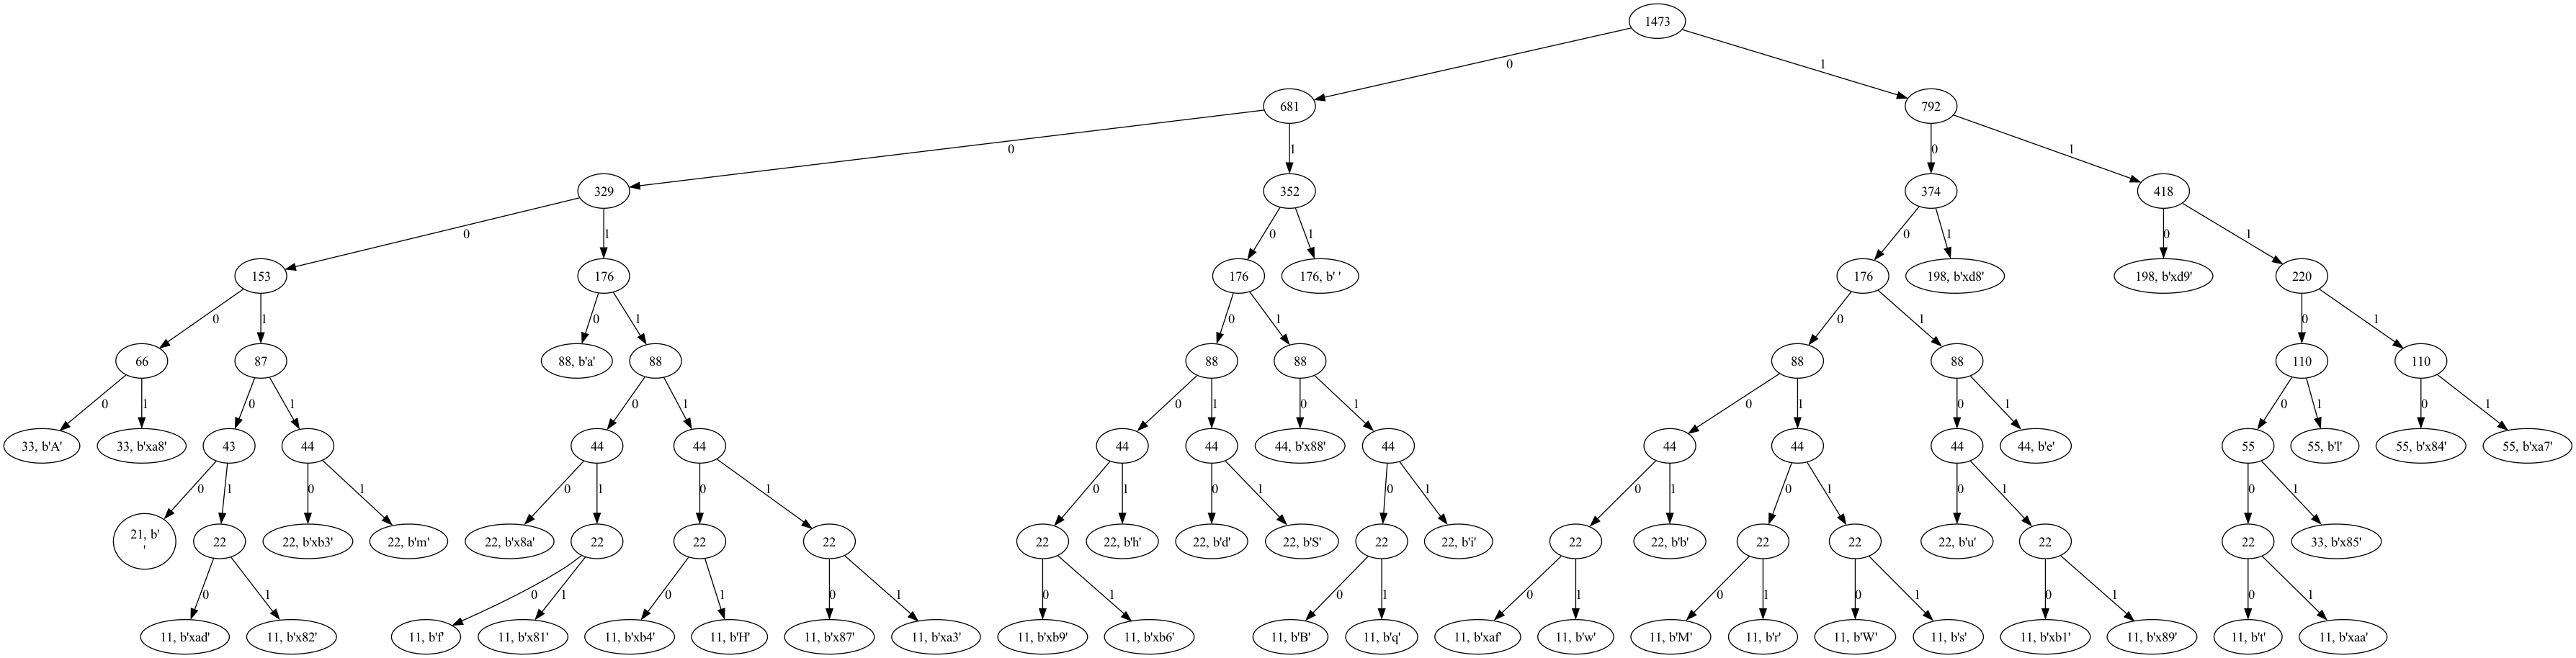 1473
0
1
681
792
0
1
0
1
329
352
374
418
0
1
0
1
0
1
0
1
153
176
176
176, b' '
176
198, b'xd8'
198, b'xd9'
220
0
1
0
1
0
1
0
1
0
1
66
87
88, b'a'
88
88
88
88
88
110
110
0
1
0
1
0
1
0
1
0
1
0
1
0
1
0
1
0
1
33, b'A'
33, b'xa8'
43
44
44
44
44
44
44, b'x88'
44
44
44
44
44, b'e'
55
55, b'l'
55, b'x84'
55, b'xa7'
0
1
0
1
0
1
0
1
0
1
0
1
0
1
0
1
0
1
0
1
0
1
21, b'
'
22
22, b'xb3'
22, b'm'
22, b'x8a'
22
22
22
22
22, b'h'
22, b'd'
22, b'S'
22
22, b'i'
22
22, b'b'
22
22
22, b'u'
22
22
33, b'x85'
0
1
0
1
0
1
0
1
0
1
0
1
0
1
0
1
0
1
0
1
0
1
11, b'xad'
11, b'x82'
11, b'f'
11, b'x81'
11, b'xb4'
11, b'H'
11, b'x87'
11, b'xa3'
11, b'xb9'
11, b'xb6'
11, b'B'
11, b'q'
11, b'xaf'
11, b'w'
11, b'M'
11, b'r'
11, b'W'
11, b's'
11, b'xb1'
11, b'x89'
11, b't'
11, b'xaa'